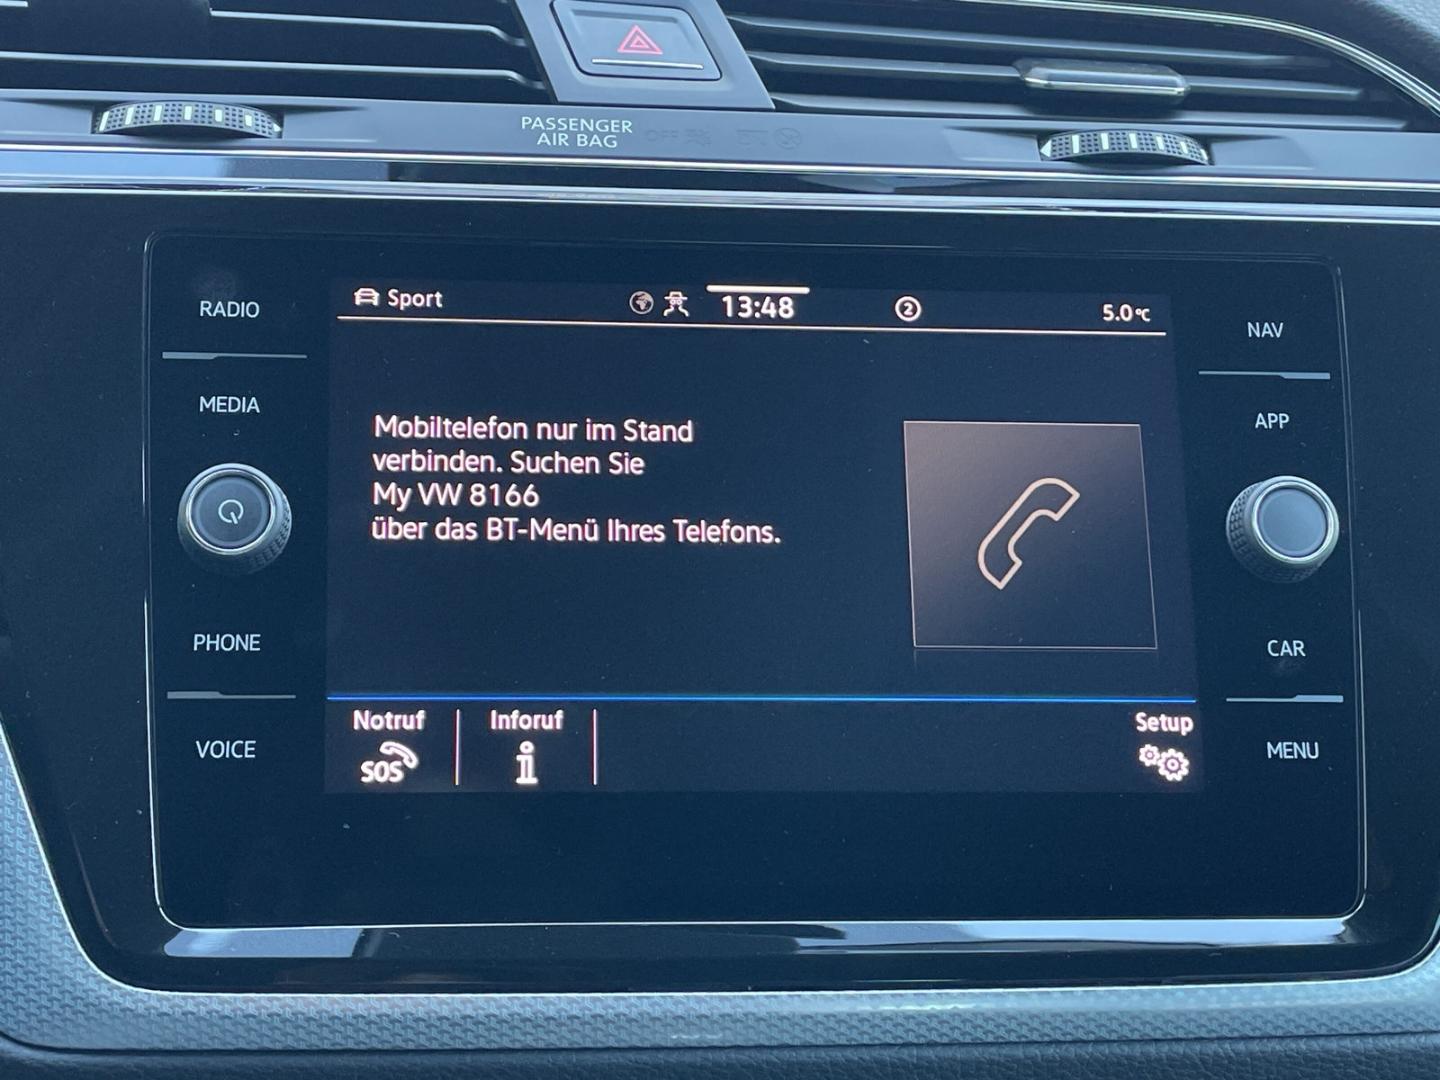 PASSENGER
AIR BAG
RADIO
MEDIA
PHONE
VOICE
Sport
13:48
2
5.0°C
Mobiltelefon nur im Stand
verbinden. Suchen Sie
My VW 8166
über das BT-Menü Ihres Telefons.
Notruf
SOS
Inforuf
i
Setup
NAV
APP
CAR
MENU